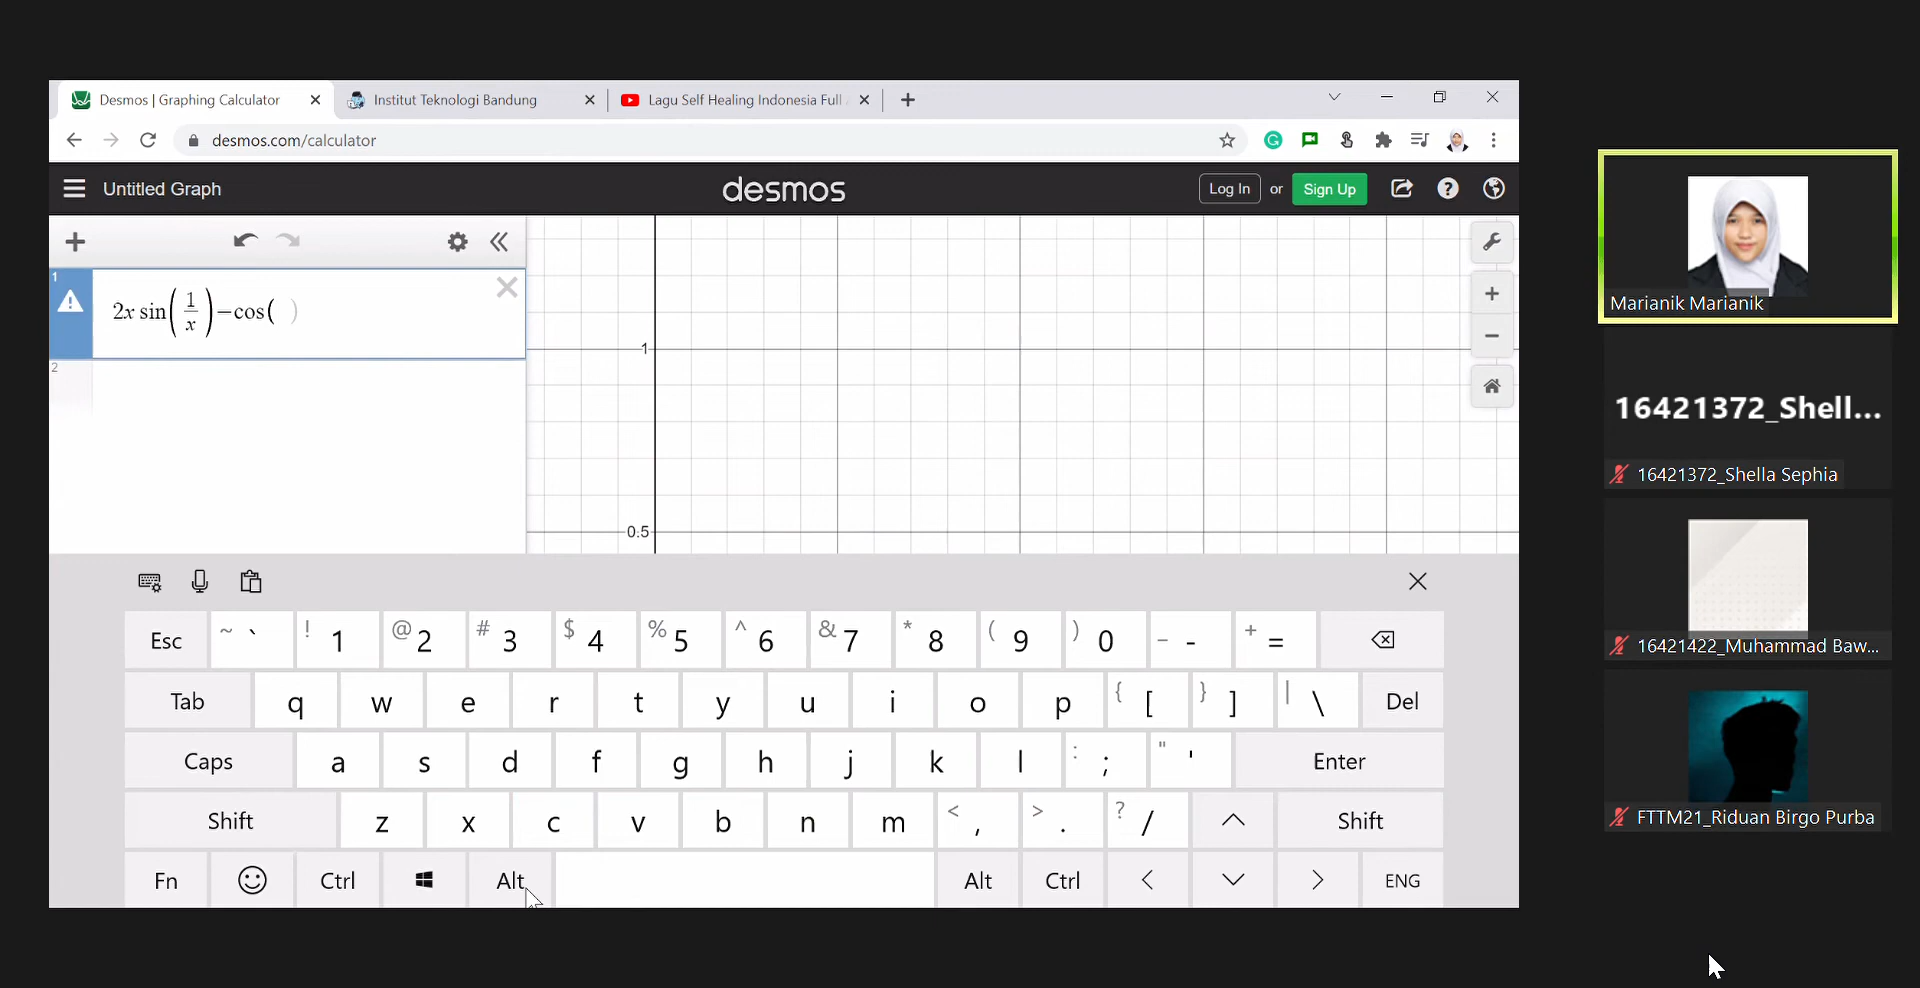 Desmos | Graphing Calculator
Institut Teknologi Bandung
Lagu Self Healing Indonesia Full
desmos.com/calculator
Untitled Graph
desmos
Log In or Sign Up
1
2x sin(1/x)−cos( )
2
1
0.5
Esc ~ ` ! 1 @ 2 # 3 $ 4 % 5 ^ 6 & 7 * 8 ( 9 ) 0 _ - + =
Tab q w e r t y u i o p { [ } ] | \ Del
Caps a s d f g h j k l : ; " ' Enter
Shift z x c v b n m < , > . ? / Shift
Fn Ctrl Alt Alt Ctrl ENG
Marianik Marianik
16421372_Shell...
16421372_Shella Sephia
16421422_Muhammad Baw...
FTTM21_Riduan Birgo Purba